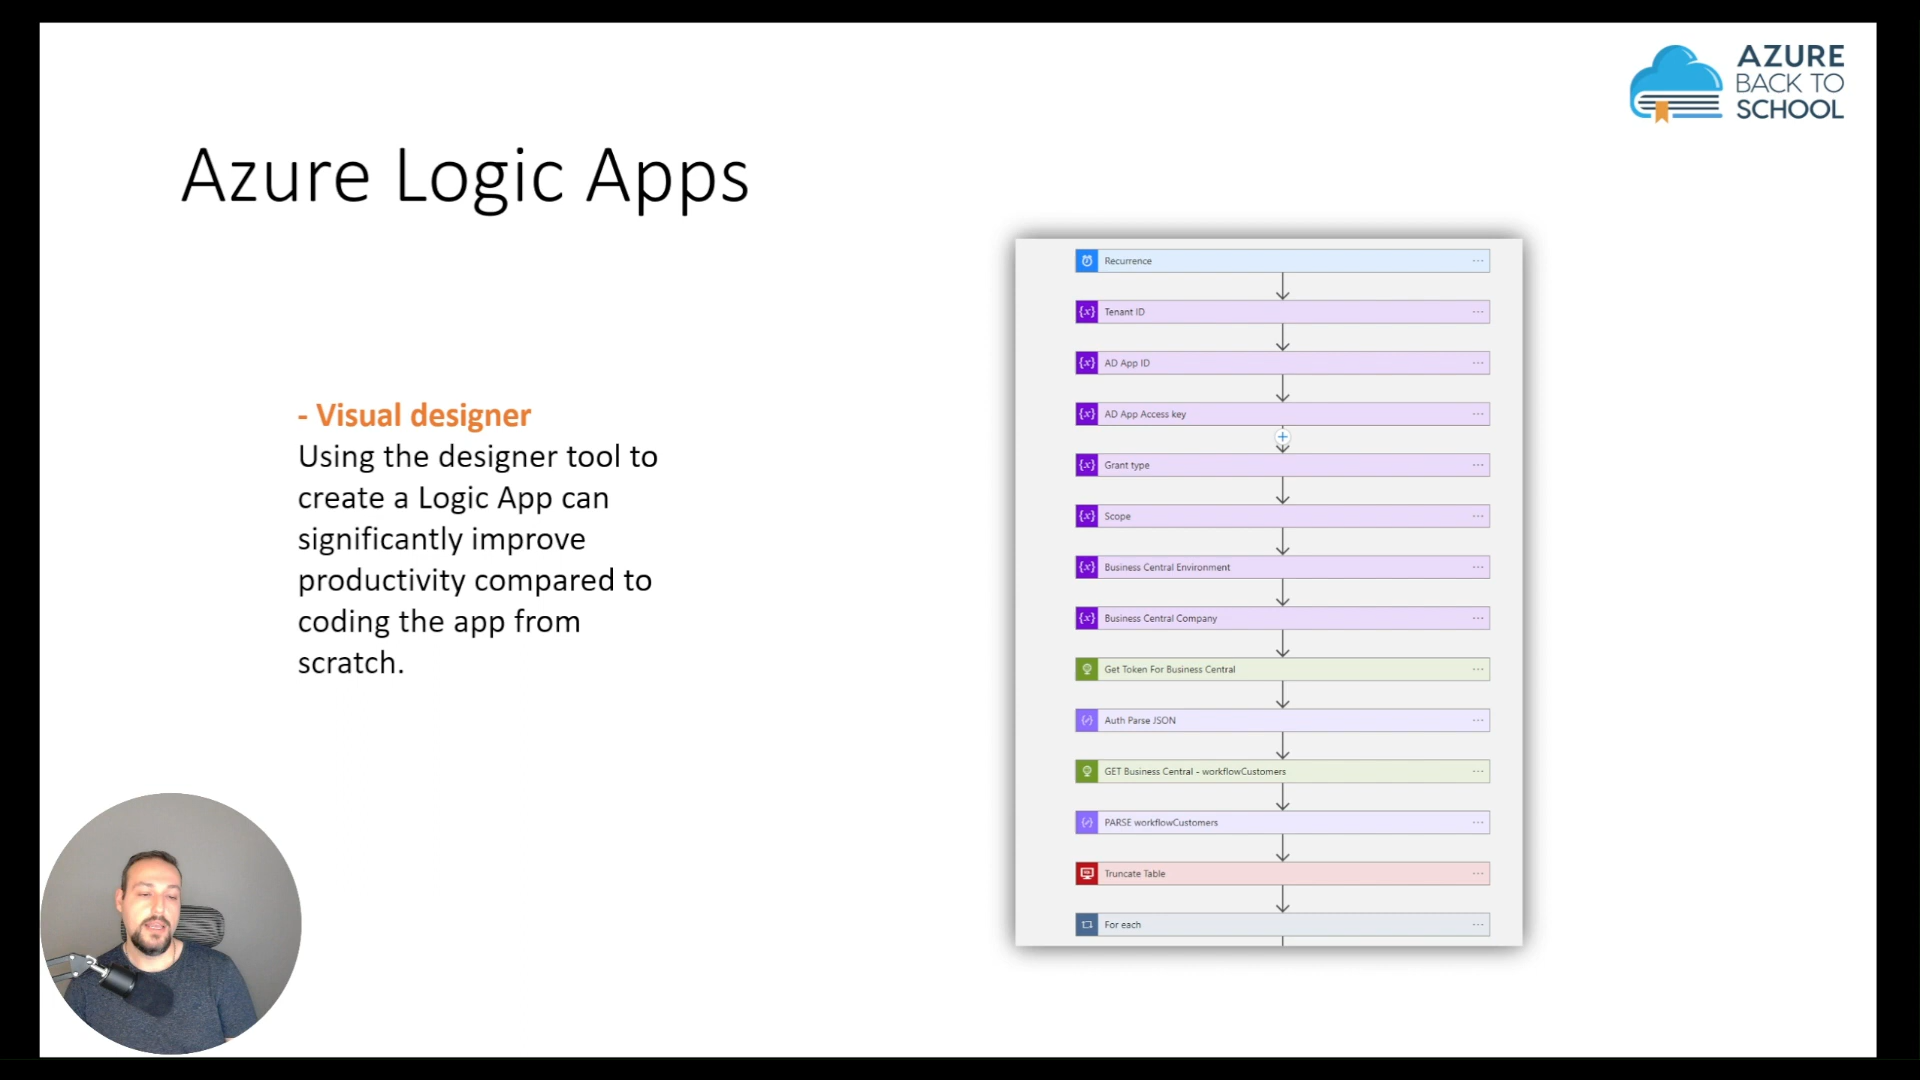 AZURE
BACK TO
SCHOOL
Azure Logic Apps
- Visual designer
Using the designer tool to
create a Logic App can
significantly improve
productivity compared to
coding the app from
scratch.
Recurrence
Tenant ID
AD App ID
AD App Access key
Grant type
Scope
Business Central Environment
Business Central Company
Get Token For Business Central
Auth Parse JSON
GET Business Central - workflowCustomers
PARSE workflowCustomers
Truncate Table
For each